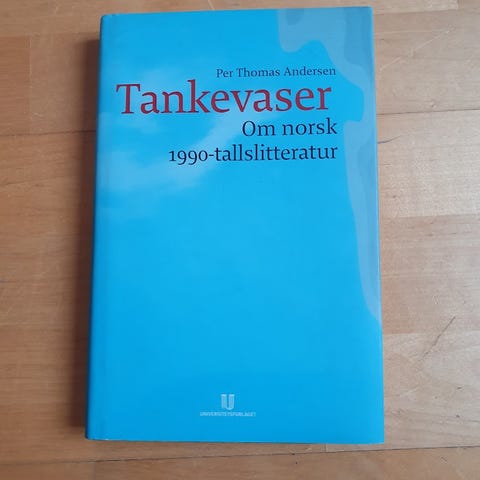 Per Thomas Andersen
Tankevaser
Om norsk
1990-tallslitteratur
UNIVERSITETSFORLAGET